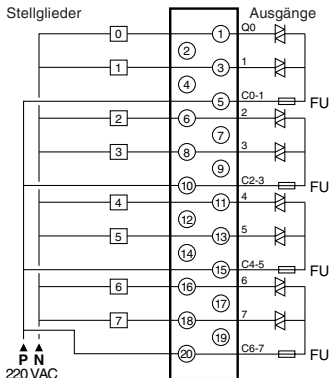 Stellglieder Ausgänge
0 1 Q0
2
1 3 1
4
5 C0-1 FU
2 6 2
7
3 8 3
9
10 C2-3 FU
4 11 4
12
5 13 5
14
15 C4-5 FU
6 16 6
17
7 18 7
19
20 C6-7 FU
P N
220 VAC